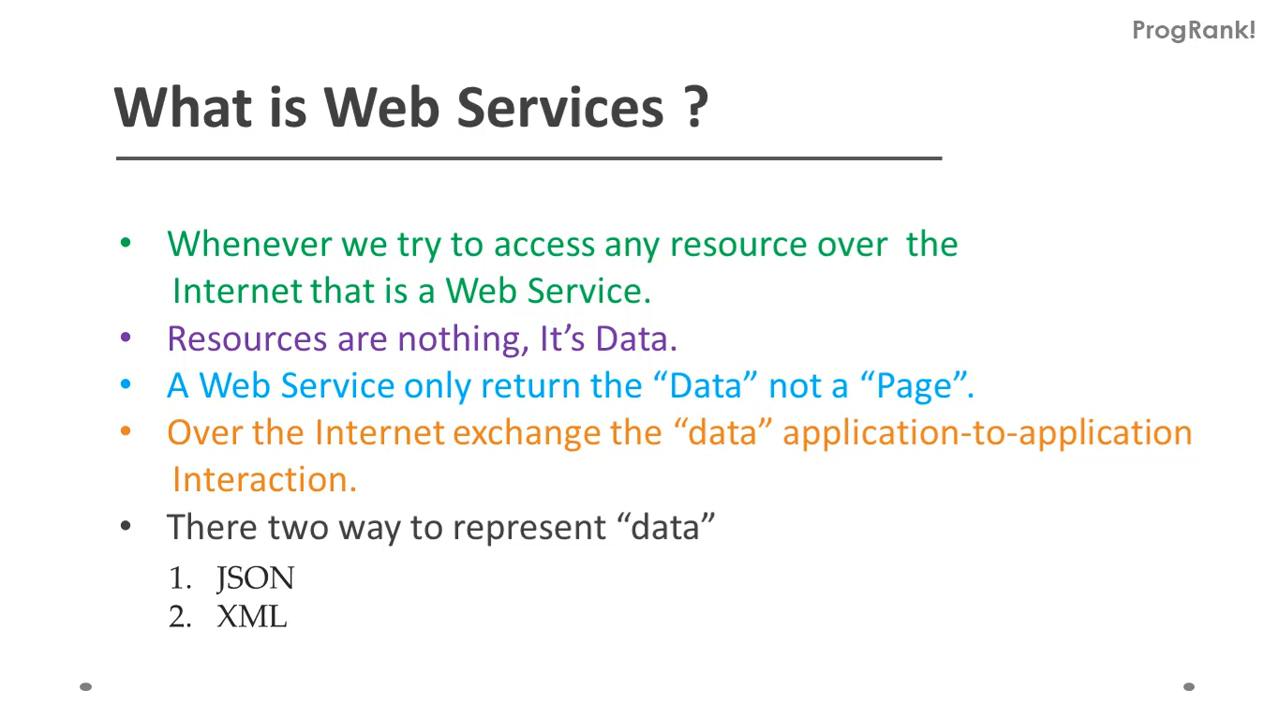 ProgRank!
What is Web Services ?
• Whenever we try to access any resource over the
Internet that is a Web Service.
• Resources are nothing, It’s Data.
• A Web Service only return the “Data” not a “Page”.
• Over the Internet exchange the “data” application-to-application
Interaction.
• There two way to represent “data”
1. JSON
2. XML